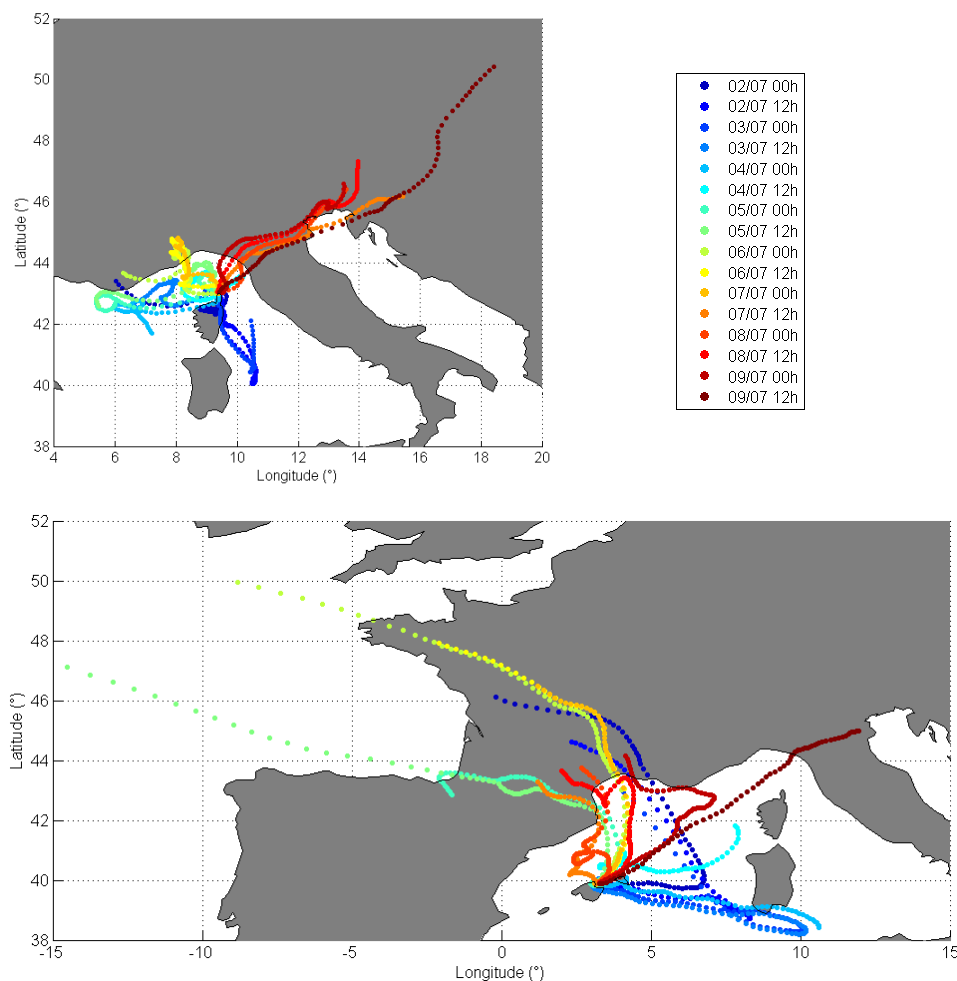 52
50
48
46
44
42
40
38
Latitude (°)
4 6 8 10 12 14 16 18 20
Longitude (°)
02/07 00h
02/07 12h
03/07 00h
03/07 12h
04/07 00h
04/07 12h
05/07 00h
05/07 12h
06/07 00h
06/07 12h
07/07 00h
07/07 12h
08/07 00h
08/07 12h
09/07 00h
09/07 12h
52
50
48
46
44
42
40
38
Latitude (°)
-15 -10 -5 0 5 10 15
Longitude (°)